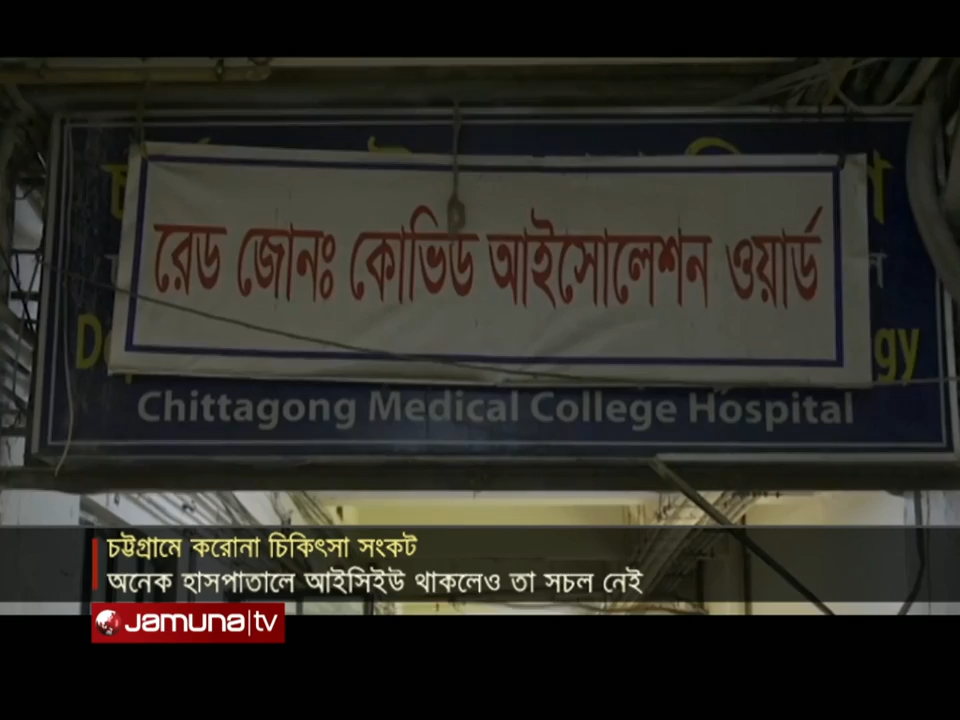 রেড জোনঃ কোভিড আইসোলেশন ওয়ার্ড
Chittagong Medical College Hospital
চট্টগ্রামে করোনা চিকিৎসা সংকট
অনেক হাসপাতালে আইসিইউ থাকলেও তা সচল নেই
Jamuna|tv